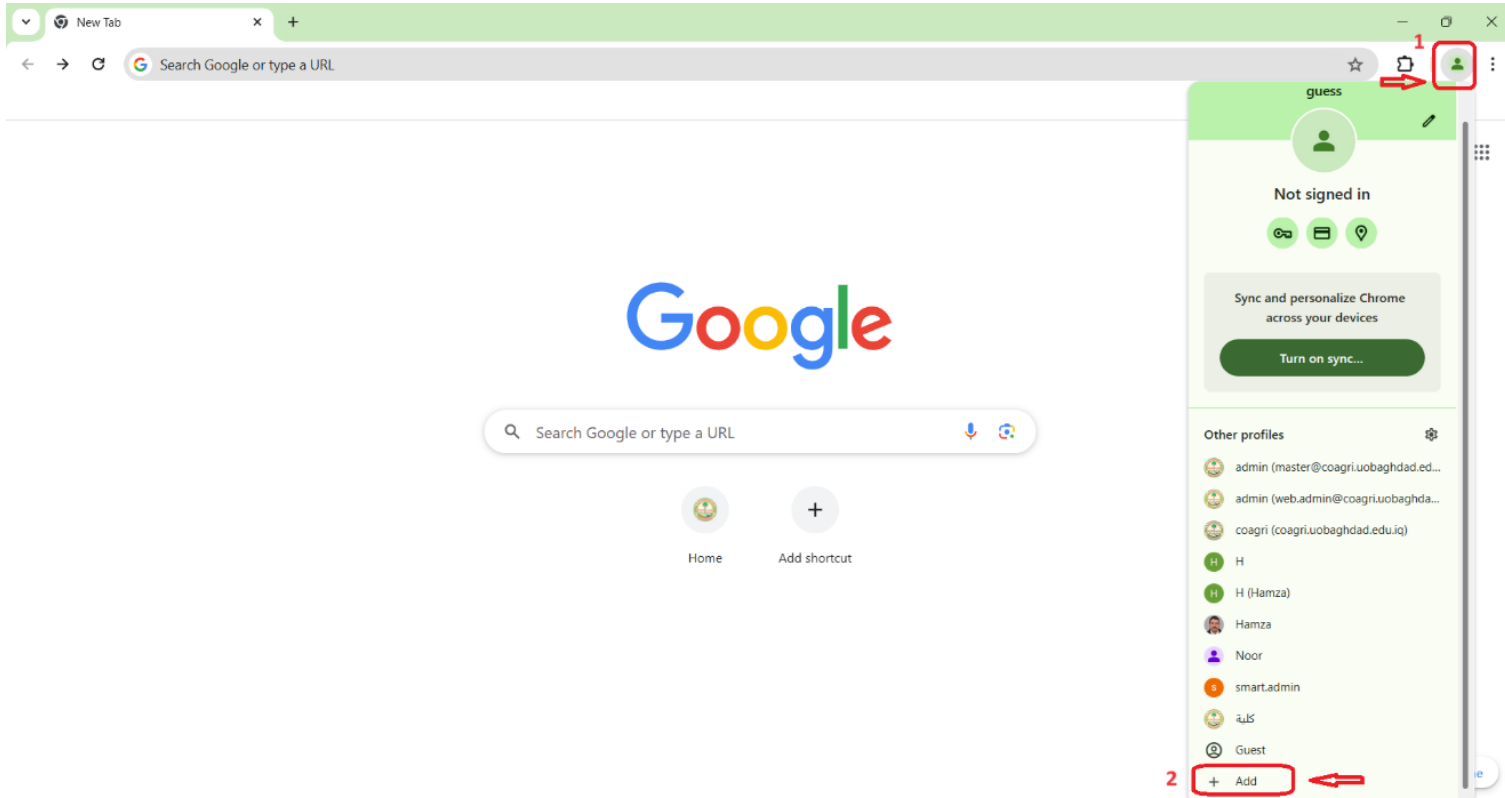 New Tab
1
Search Google or type a URL
guess
Not signed in
Sync and personalize Chrome
across your devices
Turn on sync...
Google
Search Google or type a URL
Home
Add shortcut
Other profiles
admin (master@coagri.uobaghdad.ed...
admin (web.admin@coagri.uobaghda...
coagri (coagri.uobaghdad.edu.iq)
H H
H H (Hamza)
Hamza
Noor
s smart.admin
كلية
Guest
2 + Add